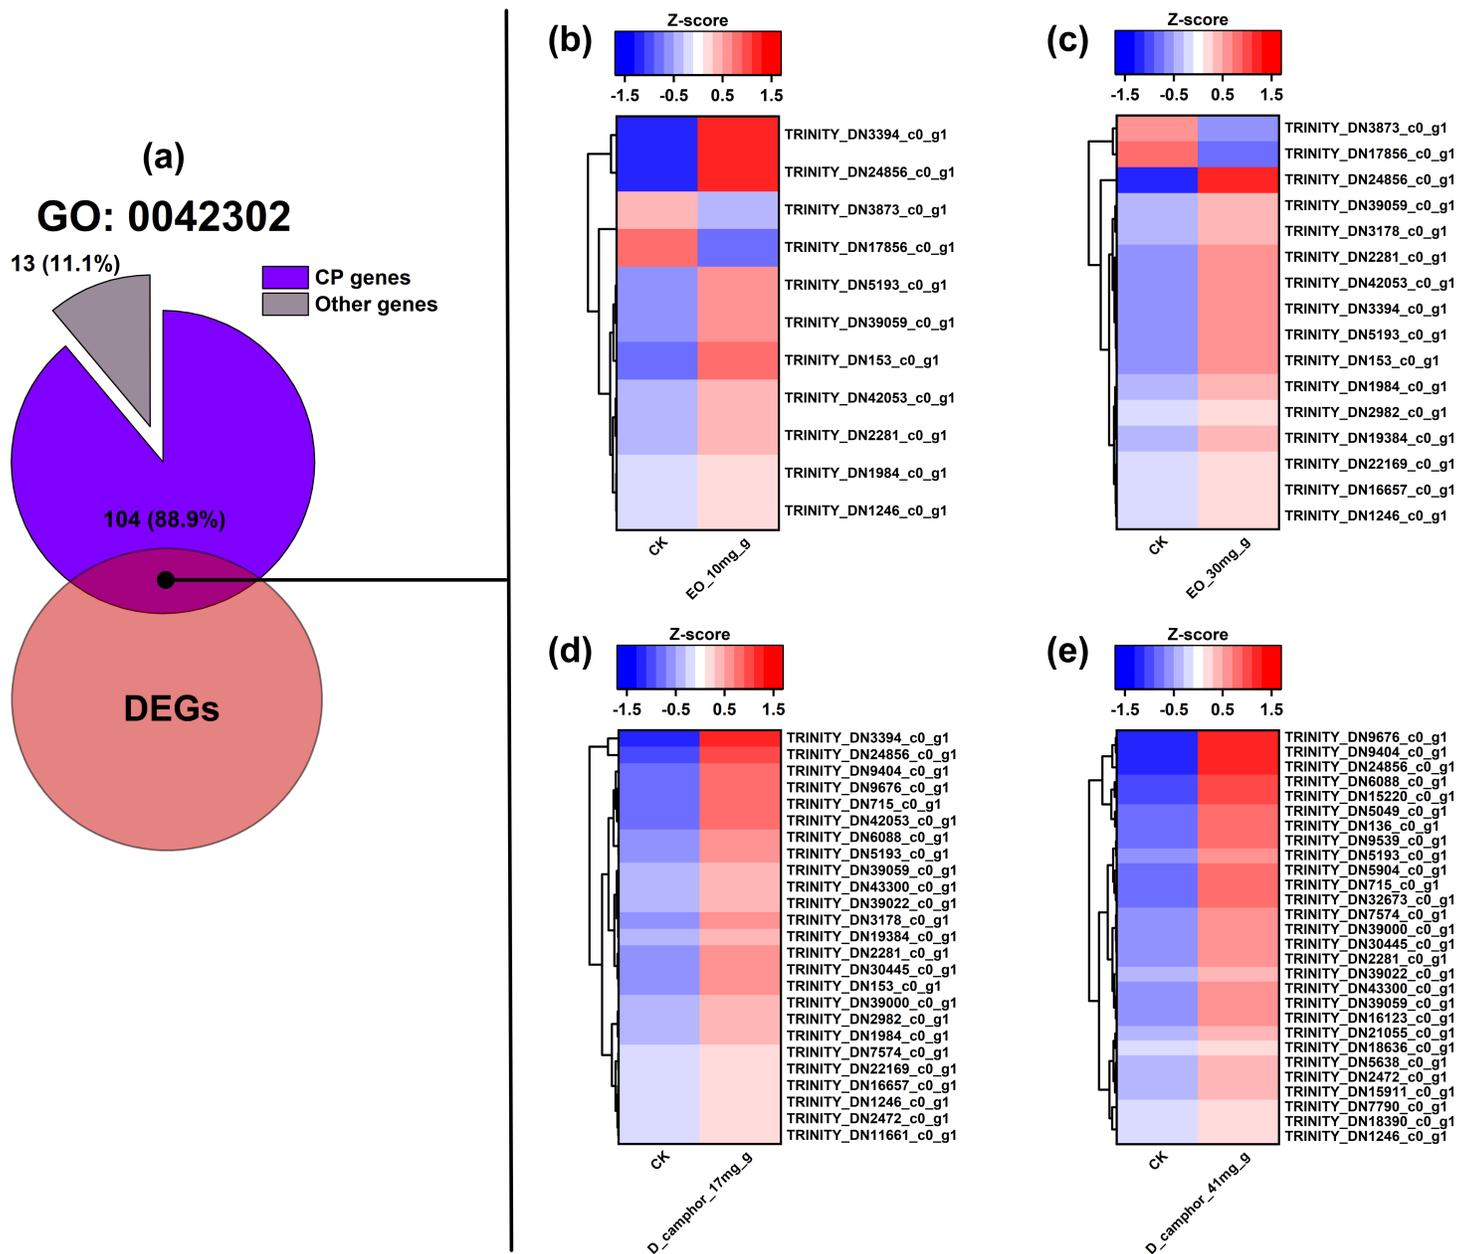 (a)
GO: 0042302
13 (11.1%)
CP genes
Other genes
104 (88.9%)
DEGs
(b)
Z-score
-1.5 -0.5 0.5 1.5
TRINITY_DN3394_c0_g1
TRINITY_DN24856_c0_g1
TRINITY_DN3873_c0_g1
TRINITY_DN17856_c0_g1
TRINITY_DN5193_c0_g1
TRINITY_DN39059_c0_g1
TRINITY_DN153_c0_g1
TRINITY_DN42053_c0_g1
TRINITY_DN2281_c0_g1
TRINITY_DN1984_c0_g1
TRINITY_DN1246_c0_g1
CK
EO_10mg_g
(c)
Z-score
-1.5 -0.5 0.5 1.5
TRINITY_DN3873_c0_g1
TRINITY_DN17856_c0_g1
TRINITY_DN24856_c0_g1
TRINITY_DN39059_c0_g1
TRINITY_DN3178_c0_g1
TRINITY_DN2281_c0_g1
TRINITY_DN42053_c0_g1
TRINITY_DN3394_c0_g1
TRINITY_DN5193_c0_g1
TRINITY_DN153_c0_g1
TRINITY_DN1984_c0_g1
TRINITY_DN2982_c0_g1
TRINITY_DN19384_c0_g1
TRINITY_DN22169_c0_g1
TRINITY_DN16657_c0_g1
TRINITY_DN1246_c0_g1
CK
EO_30mg_g
(d)
Z-score
-1.5 -0.5 0.5 1.5
TRINITY_DN3394_c0_g1
TRINITY_DN24856_c0_g1
TRINITY_DN9404_c0_g1
TRINITY_DN9676_c0_g1
TRINITY_DN715_c0_g1
TRINITY_DN42053_c0_g1
TRINITY_DN6088_c0_g1
TRINITY_DN5193_c0_g1
TRINITY_DN39059_c0_g1
TRINITY_DN43300_c0_g1
TRINITY_DN39022_c0_g1
TRINITY_DN3178_c0_g1
TRINITY_DN19384_c0_g1
TRINITY_DN2281_c0_g1
TRINITY_DN30445_c0_g1
TRINITY_DN153_c0_g1
TRINITY_DN39000_c0_g1
TRINITY_DN2982_c0_g1
TRINITY_DN1984_c0_g1
TRINITY_DN7574_c0_g1
TRINITY_DN22169_c0_g1
TRINITY_DN16657_c0_g1
TRINITY_DN1246_c0_g1
TRINITY_DN2472_c0_g1
TRINITY_DN11661_c0_g1
CK
D_camphor_17mg_g
(e)
Z-score
-1.5 -0.5 0.5 1.5
TRINITY_DN9676_c0_g1
TRINITY_DN9404_c0_g1
TRINITY_DN24856_c0_g1
TRINITY_DN6088_c0_g1
TRINITY_DN15220_c0_g1
TRINITY_DN5049_c0_g1
TRINITY_DN136_c0_g1
TRINITY_DN9539_c0_g1
TRINITY_DN5193_c0_g1
TRINITY_DN5904_c0_g1
TRINITY_DN715_c0_g1
TRINITY_DN32673_c0_g1
TRINITY_DN7574_c0_g1
TRINITY_DN39000_c0_g1
TRINITY_DN30445_c0_g1
TRINITY_DN2281_c0_g1
TRINITY_DN39022_c0_g1
TRINITY_DN43300_c0_g1
TRINITY_DN39059_c0_g1
TRINITY_DN16123_c0_g1
TRINITY_DN21055_c0_g1
TRINITY_DN18636_c0_g1
TRINITY_DN5638_c0_g1
TRINITY_DN2472_c0_g1
TRINITY_DN15911_c0_g1
TRINITY_DN7790_c0_g1
TRINITY_DN18390_c0_g1
TRINITY_DN1246_c0_g1
CK
D_camphor_41mg_g